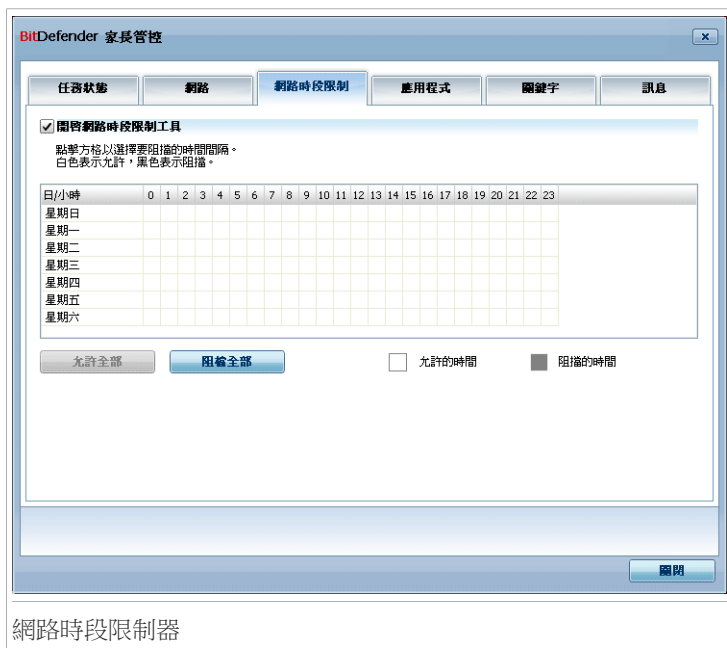 BitDefender 家長管控
任務狀態 網路 網路時段限制 應用程式 關鍵字 訊息
開啓網路時段限制工具
點擊方格以選擇要阻擋的時間間隔。
白色表示允許，黑色表示阻擋。
日/小時 0 1 2 3 4 5 6 7 8 9 10 11 12 13 14 15 16 17 18 19 20 21 22 23
星期日
星期一
星期二
星期三
星期四
星期五
星期六
允許全部 阻擋全部 允許的時間 阻擋的時間
關閉
網路時段限制器